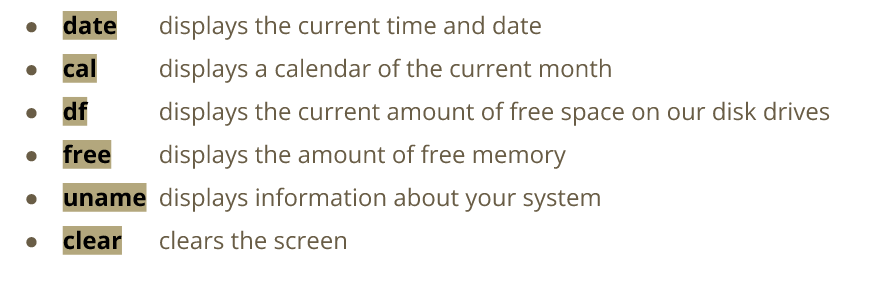 ● date displays the current time and date
● cal displays a calendar of the current month
● df displays the current amount of free space on our disk drives
● free displays the amount of free memory
● uname displays information about your system
● clear clears the screen